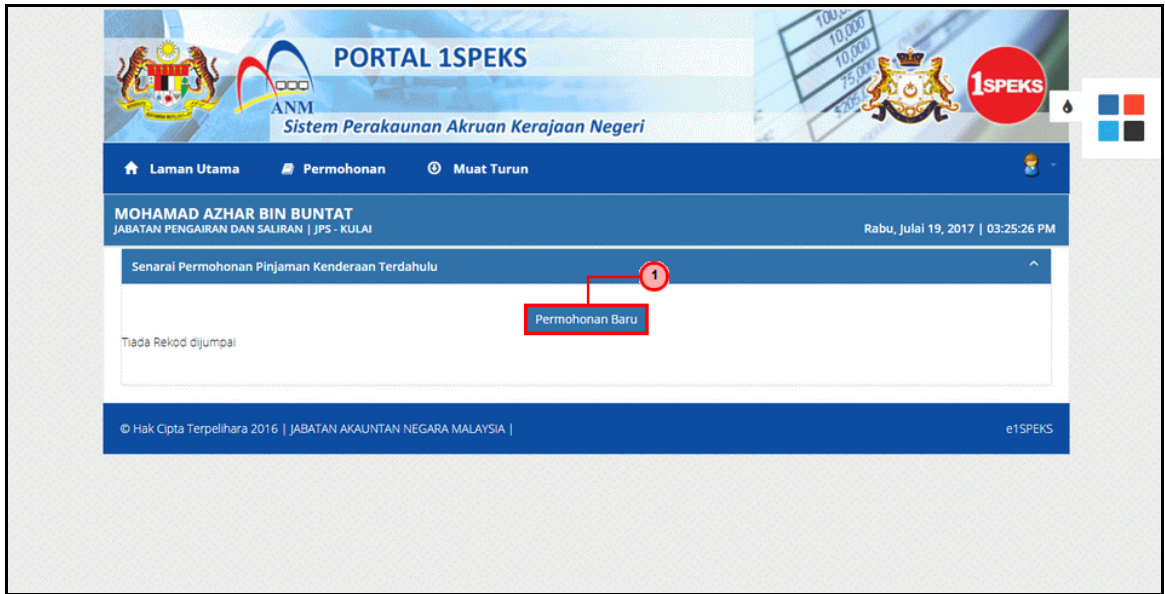 PORTAL 1SPEKS
ANM
Sistem Perakaunan Akruan Kerajaan Negeri
1SPEKS
Laman Utama Permohonan Muat Turun
MOHAMAD AZHAR BIN BUNTAT
JABATAN PENGAIRAN DAN SALIRAN | JPS - KULAI
Rabu, Julai 19, 2017 | 03:25:26 PM
Senarai Permohonan Pinjaman Kenderaan Terdahulu
1
Permohonan Baru
Tiada Rekod dijumpai
© Hak Cipta Terpelihara 2016 | JABATAN AKAUNTAN NEGARA MALAYSIA |
e1SPEKS